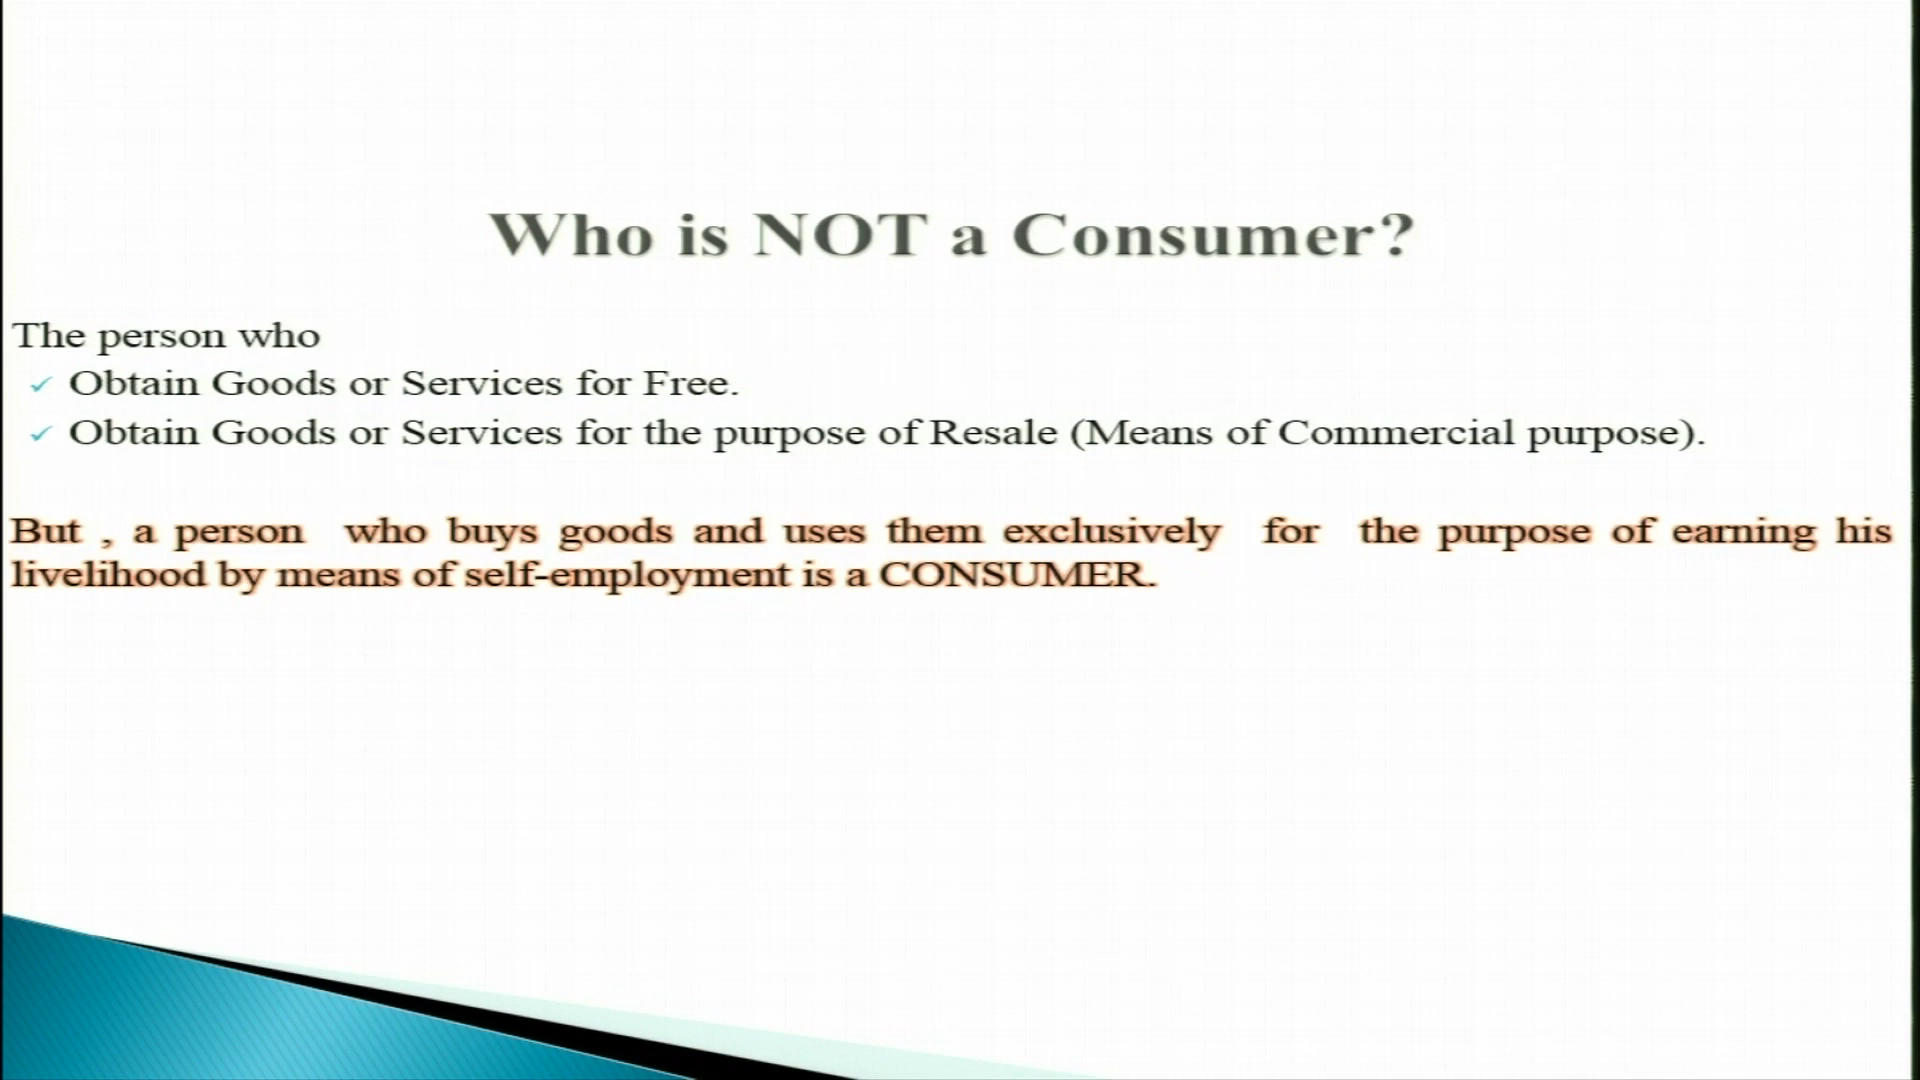 Who is NOT a Consumer?
The person who
✓ Obtain Goods or Services for Free.
✓ Obtain Goods or Services for the purpose of Resale (Means of Commercial purpose).
But , a person who buys goods and uses them exclusively for the purpose of earning his
livelihood by means of self-employment is a CONSUMER.